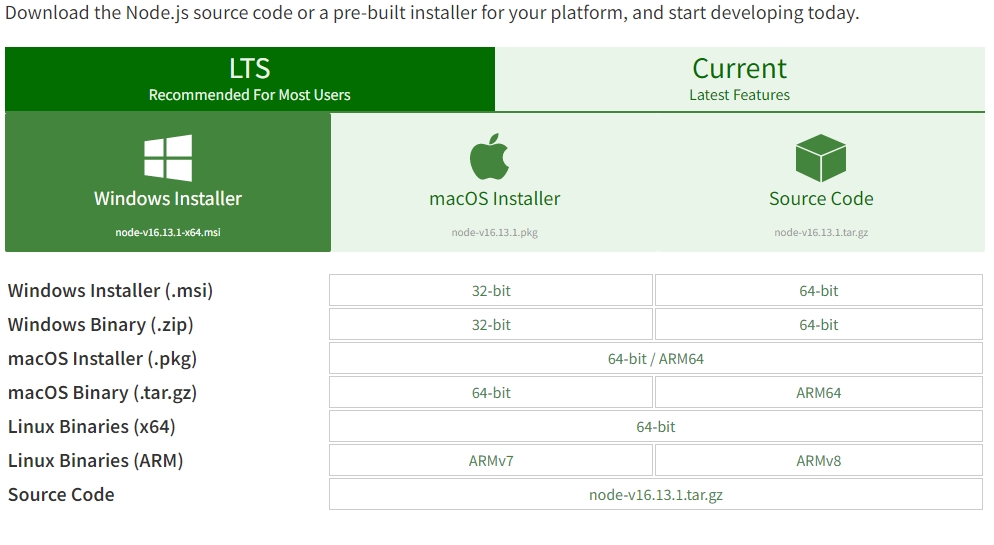 Download the Node.js source code or a pre-built installer for your platform, and start developing today.
LTS
Recommended For Most Users
Current
Latest Features
Windows Installer
node-v16.13.1-x64.msi
macOS Installer
node-v16.13.1.pkg
Source Code
node-v16.13.1.tar.gz
Windows Installer (.msi) 32-bit 64-bit
Windows Binary (.zip) 32-bit 64-bit
macOS Installer (.pkg) 64-bit / ARM64
macOS Binary (.tar.gz) 64-bit ARM64
Linux Binaries (x64) 64-bit
Linux Binaries (ARM) ARMv7 ARMv8
Source Code node-v16.13.1.tar.gz